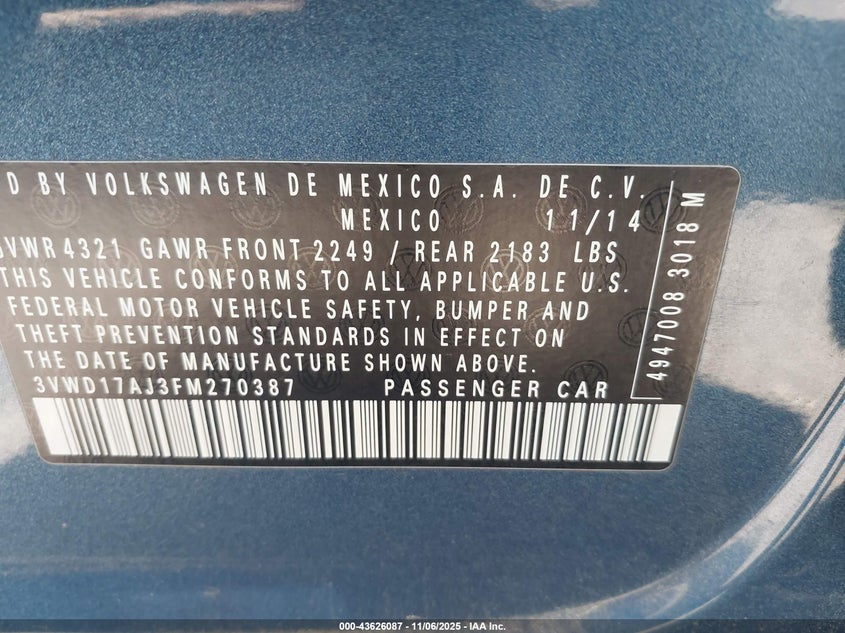 D BY VOLKSWAGEN DE MEXICO S.A. DE C.V.
MEXICO 11/14
GVWR 4321 GAWR FRONT 2249 / REAR 2183 LBS
THIS VEHICLE CONFORMS TO ALL APPLICABLE U.S.
FEDERAL MOTOR VEHICLE SAFETY, BUMPER AND
THEFT PREVENTION STANDARDS IN EFFECT ON
THE DATE OF MANUFACTURE SHOWN ABOVE.
3VWD17AJ3FM270387 PASSENGER CAR
4947008 3018 M
000-43626087 - 11/06/2025 - IAA Inc.